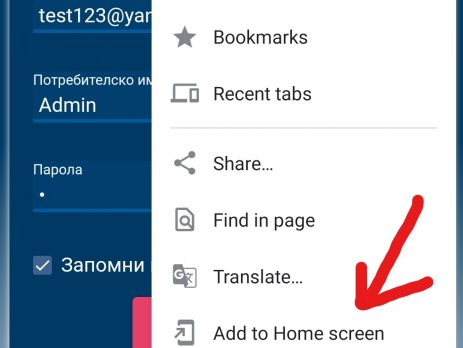 test123@yan
Bookmarks
Recent tabs
Потребителско им
Admin
Share...
Парола
Find in page
Запомни
Translate...
Add to Home screen